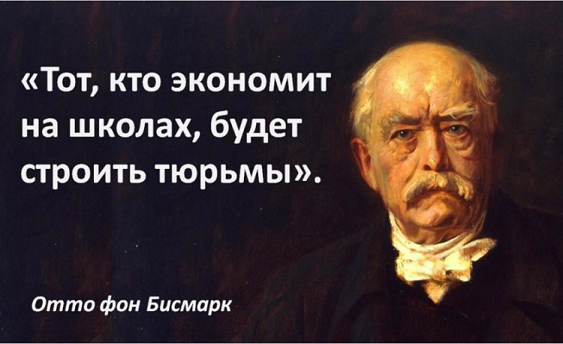 «Тот, кто экономит
на школах, будет
строить тюрьмы».
Отто фон Бисмарк